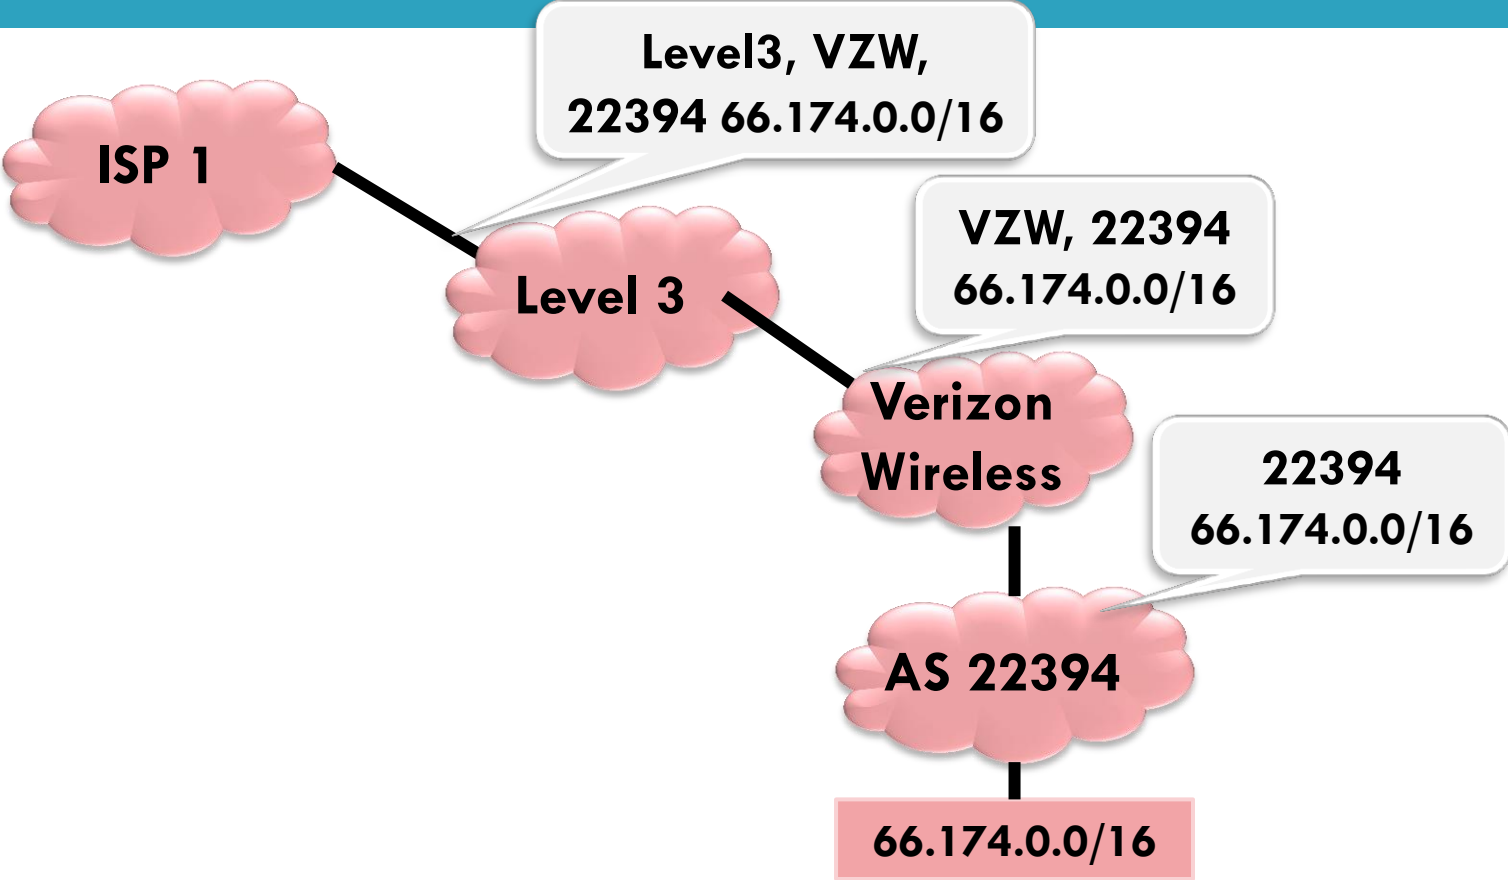 Level3, VZW,
22394 66.174.0.0/16
ISP 1
VZW, 22394
66.174.0.0/16
Level 3
Verizon
Wireless
22394
66.174.0.0/16
AS 22394
66.174.0.0/16